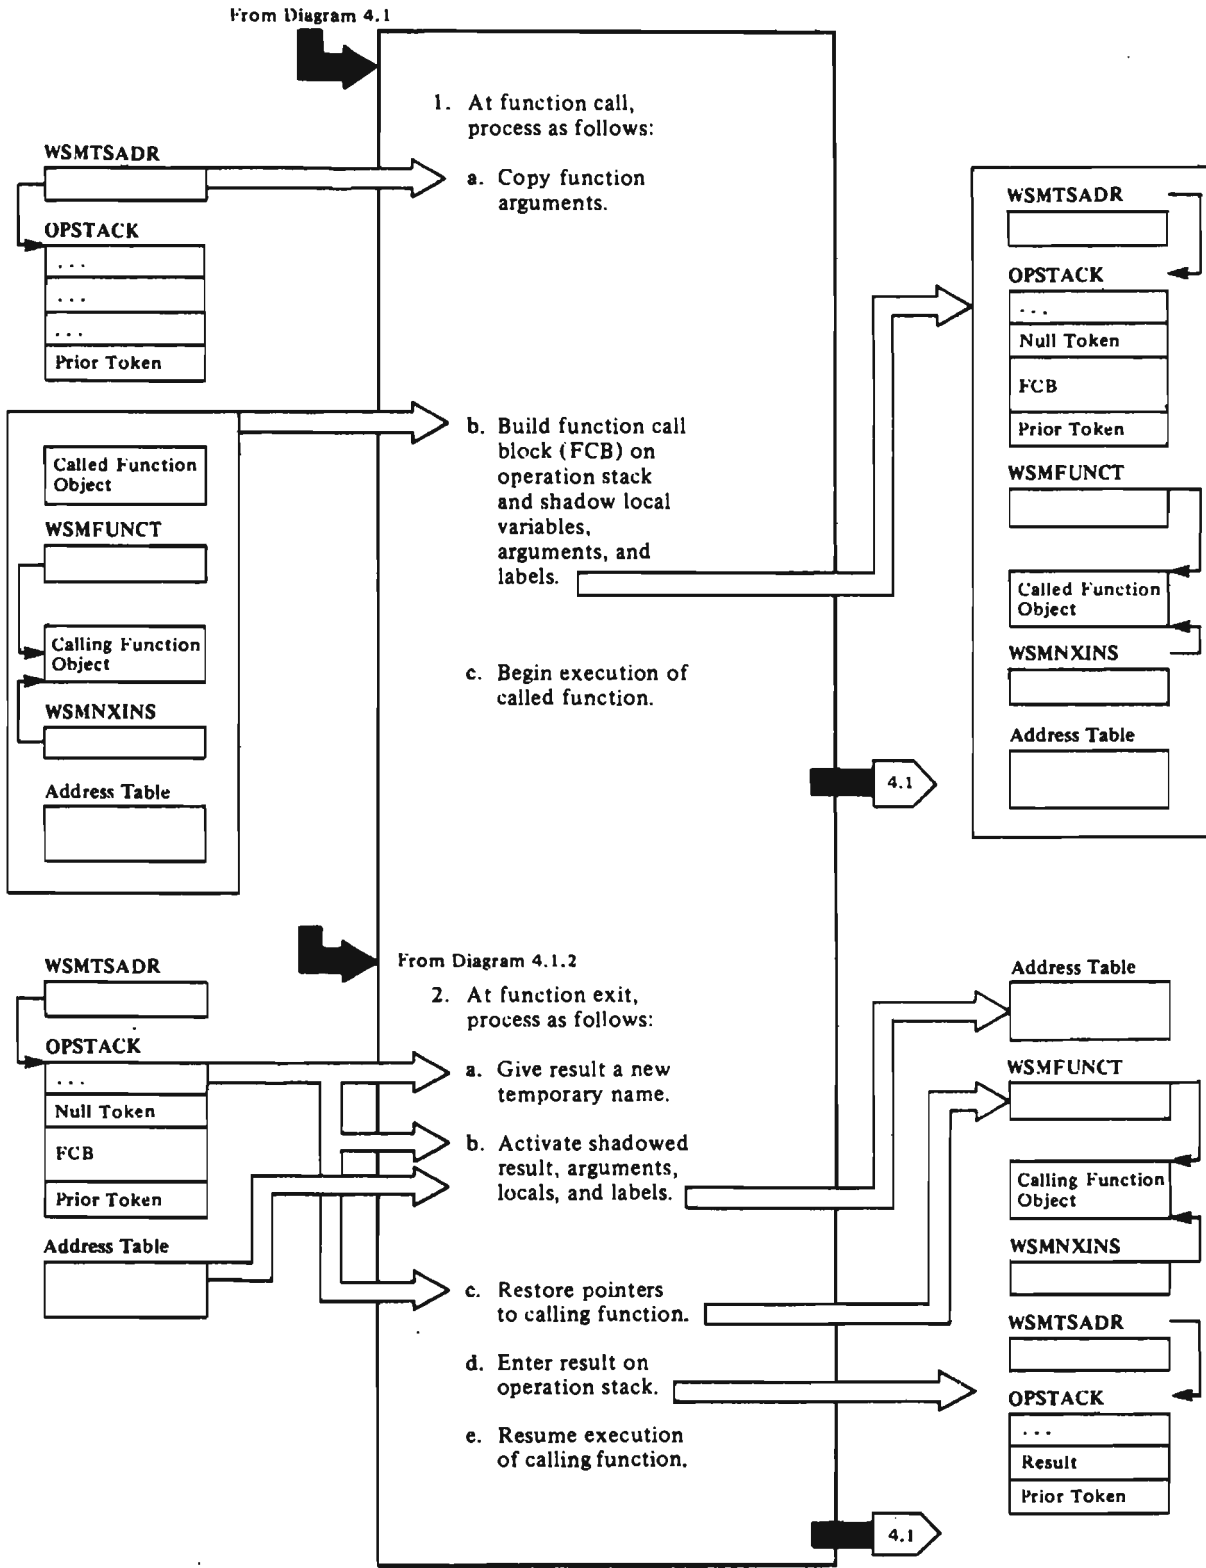 From Diagram 4.1
1. At function call,
process as follows:
WSMTSADR
a. Copy function
arguments.
OPSTACK
...
...
...
Prior Token
b. Build function call
block (FCB) on
operation stack
and shadow local
variables,
arguments, and
labels.
Called Function
Object
WSMFUNCT
Calling Function
Object
WSMNXINS
Address Table
c. Begin execution of
called function.
WSMTSADR
OPSTACK
...
Null Token
FCB
Prior Token
WSMFUNCT
Called Function
Object
WSMNXINS
Address Table
4.1
From Diagram 4.1.2
2. At function exit,
process as follows:
WSMTSADR
OPSTACK
...
Null Token
FCB
Prior Token
Address Table
a. Give result a new
temporary name.
b. Activate shadowed
result, arguments,
locals, and labels.
c. Restore pointers
to calling function.
d. Enter result on
operation stack.
e. Resume execution
of calling function.
Address Table
WSMFUNCT
Calling Function
Object
WSMNXINS
WSMTSADR
OPSTACK
...
Result
Prior Token
4.1